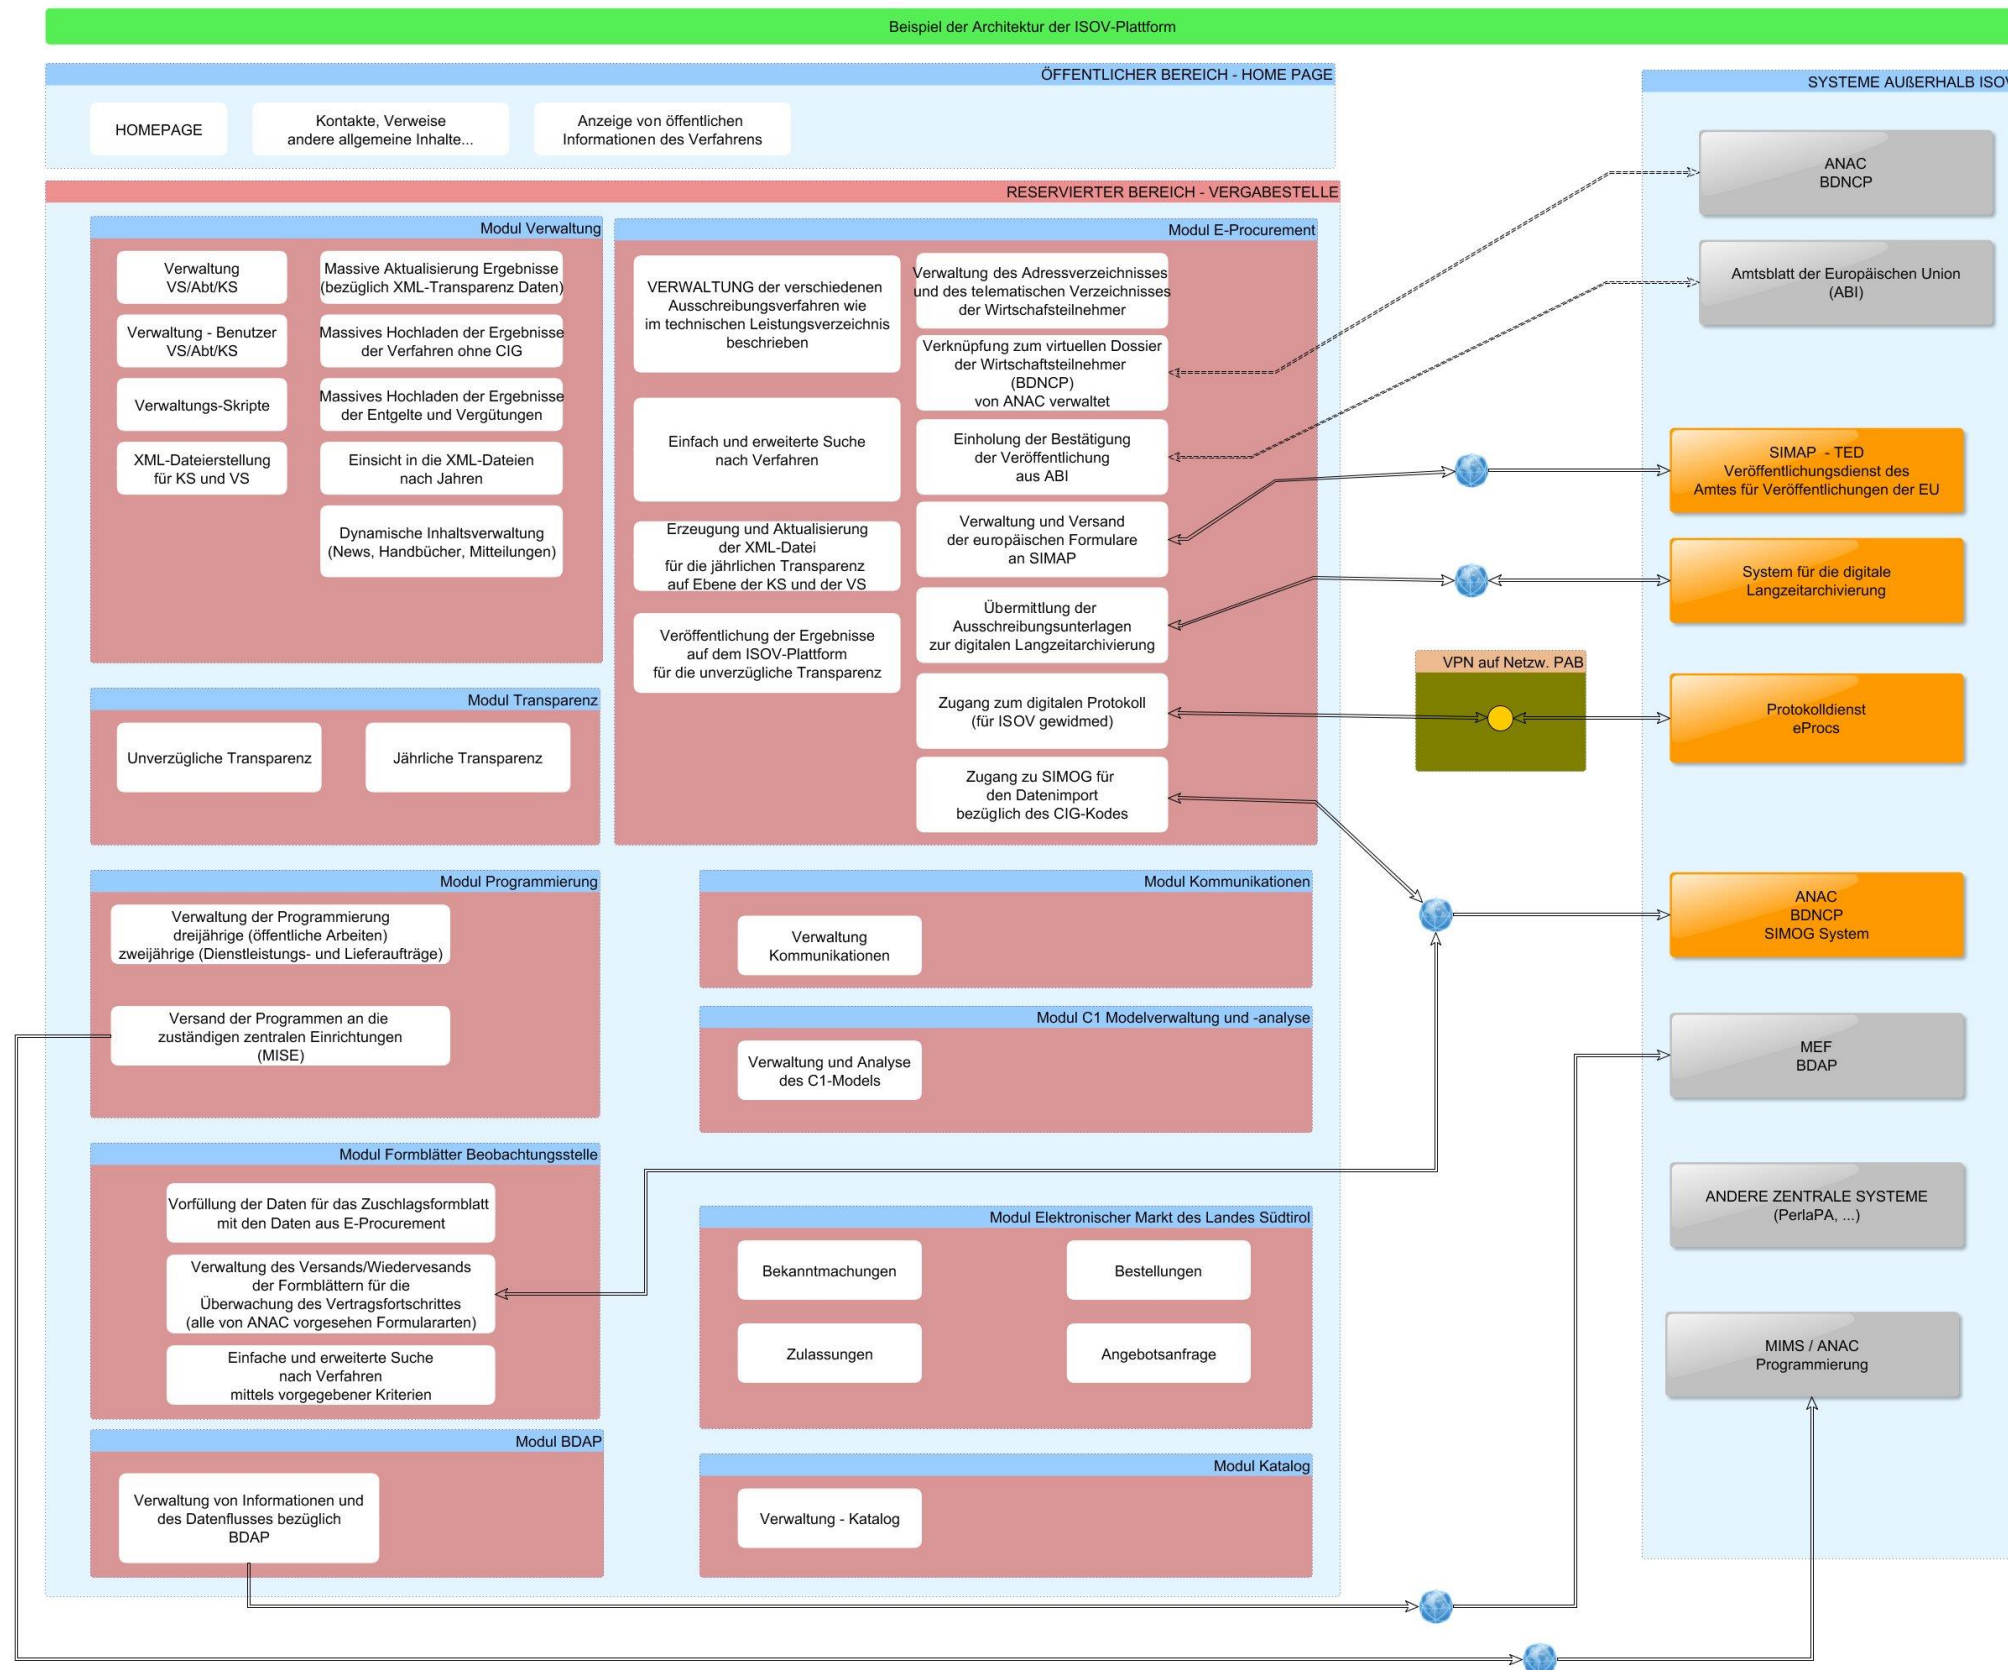 Beispiel der Architektur der ISOV-Plattform
ÖFFENTLICHER BEREICH - HOME PAGE
HOMEPAGE
Kontakte, Verweise
andere allgemeine Inhalte...
Anzeige von öffentlichen
Informationen des Verfahrens
RESERVIERTER BEREICH - VERGABESTELLE
Modul Verwaltung
Verwaltung
VS/Abt/KS
Massive Aktualisierung Ergebnisse
(bezüglich XML-Transparenz Daten)
Verwaltung - Benutzer
VS/Abt/KS
Massives Hochladen der Ergebnisse
der Verfahren ohne CIG
Verwaltungs-Skripte
Massives Hochladen der Ergebnisse
der Entgelte und Vergütungen
XML-Dateierstellung
für KS und VS
Einsicht in die XML-Dateien
nach Jahren
Dynamische Inhaltsverwaltung
(News, Handbücher, Mitteilungen)
Modul E-Procurement
VERWALTUNG der verschiedenen
Ausschreibungsverfahren wie
im technischen Leistungsverzeichnis
beschrieben
Einfach und erweiterte Suche
nach Verfahren
Erzeugung und Aktualisierung
der XML-Datei
für die jährlichen Transparenz
auf Ebene der KS und der VS
Veröffentlichung der Ergebnisse
auf dem ISOV-Plattform
für die unverzügliche Transparenz
Verwaltung des Adressverzeichnisses
und des telematischen Verzeichnisses
der Wirtschafsteilnehmer
Verknüpfung zum virtuellen Dossier
der Wirtschaftsteilnehmer
(BDNCP)
von ANAC verwaltet
Einholung der Bestätigung
der Veröffentlichung
aus ABI
Verwaltung und Versand
der europäischen Formulare
an SIMAP
Übermittlung der
Ausschreibungsunterlagen
zur digitalen Langzeitarchivierung
Zugang zum digitalen Protokoll
(für ISOV gewidmed)
Zugang zu SIMOG für
den Datenimport
bezüglich des CIG-Kodes
Modul Transparenz
Unverzügliche Transparenz
Jährliche Transparenz
Modul Programmierung
Verwaltung der Programmierung
dreijährige (öffentliche Arbeiten)
zweijährige (Dienstleistungs- und Lieferaufträge)
Versand der Programmen an die
zuständigen zentralen Einrichtungen
(MISE)
Modul Kommunikationen
Verwaltung
Kommunikationen
Modul C1 Modelverwaltung und -analyse
Verwaltung und Analyse
des C1-Models
Modul Formblätter Beobachtungsstelle
Vorfüllung der Daten für das Zuschlagsformblatt
mit den Daten aus E-Procurement
Verwaltung des Versands/Wiedervesands
der Formblättern für die
Überwachung des Vertragsfortschrittes
(alle von ANAC vorgesehen Formulararten)
Einfache und erweiterte Suche
nach Verfahren
mittels vorgegebener Kriterien
Modul Elektronischer Markt des Landes Südtirol
Bekanntmachungen
Bestellungen
Zulassungen
Angebotsanfrage
Modul BDAP
Verwaltung von Informationen und
des Datenflusses bezüglich
BDAP
Modul Katalog
Verwaltung - Katalog
VPN auf Netzw. PAB
SYSTEME AUßERHALB ISOV
ANAC
BDNCP
Amtsblatt der Europäischen Union
(ABI)
SIMAP - TED
Veröffentlichungsdienst des
Amtes für Veröffentlichungen der EU
System für die digitale
Langzeitarchivierung
Protokolldienst
eProcs
ANAC
BDNCP
SIMOG System
MEF
BDAP
ANDERE ZENTRALE SYSTEME
(PerlaPA, ...)
MIMS / ANAC
Programmierung